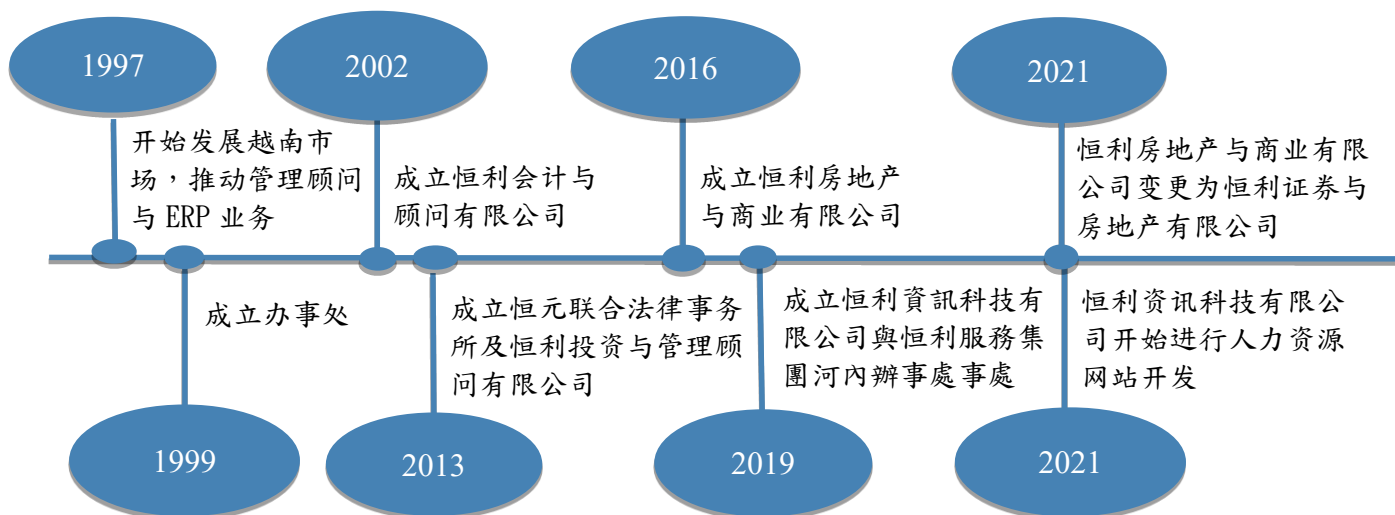 1997
开始发展越南市
场，推动管理顾问
与 ERP 业务
1999
成立办事处
2002
成立恒利会计与
顾问有限公司
2013
成立恒元联合法律事务
所及恒利投资与管理顾
问有限公司
2016
成立恒利房地产
与商业有限公司
2019
成立恒利資訊科技有
限公司與恒利服務集
團河內辦事處事處
2021
恒利房地产与商业有限
公司变更为恒利证券与
房地产有限公司
恒利资讯科技有限公
司开始进行人力资源
网站开发
2021